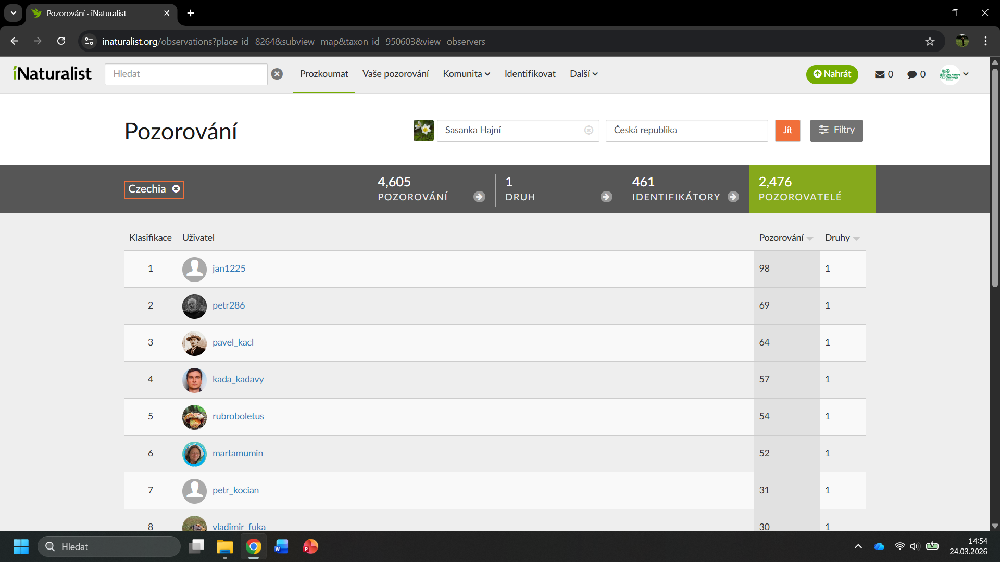 Pozorování · iNaturalist
inaturalist.org/observations?place_id=8264&subview=map&taxon_id=950603&view=observers
iNaturalist
Hledat
Prozkoumat
Vaše pozorování
Komunita
Identifikovat
Další
Nahrát
0
0
City Nature Challenge
Pozorování
Sasanka Hajní
Česká republika
Jít
Filtry
Czechia
4,605
POZOROVÁNÍ
1
DRUH
461
IDENTIFIKÁTORY
2,476
POZOROVATELÉ
Klasifikace Uživatel Pozorování Druhy
1 jan1225 98 1
2 petr286 69 1
3 pavel_kacl 64 1
4 kada_kadavy 57 1
5 rubroboletus 54 1
6 martamumin 52 1
7 petr_kocian 31 1
8 vladimir_fuka 30 1
Hledat
W
P
14:54
24.03.2026